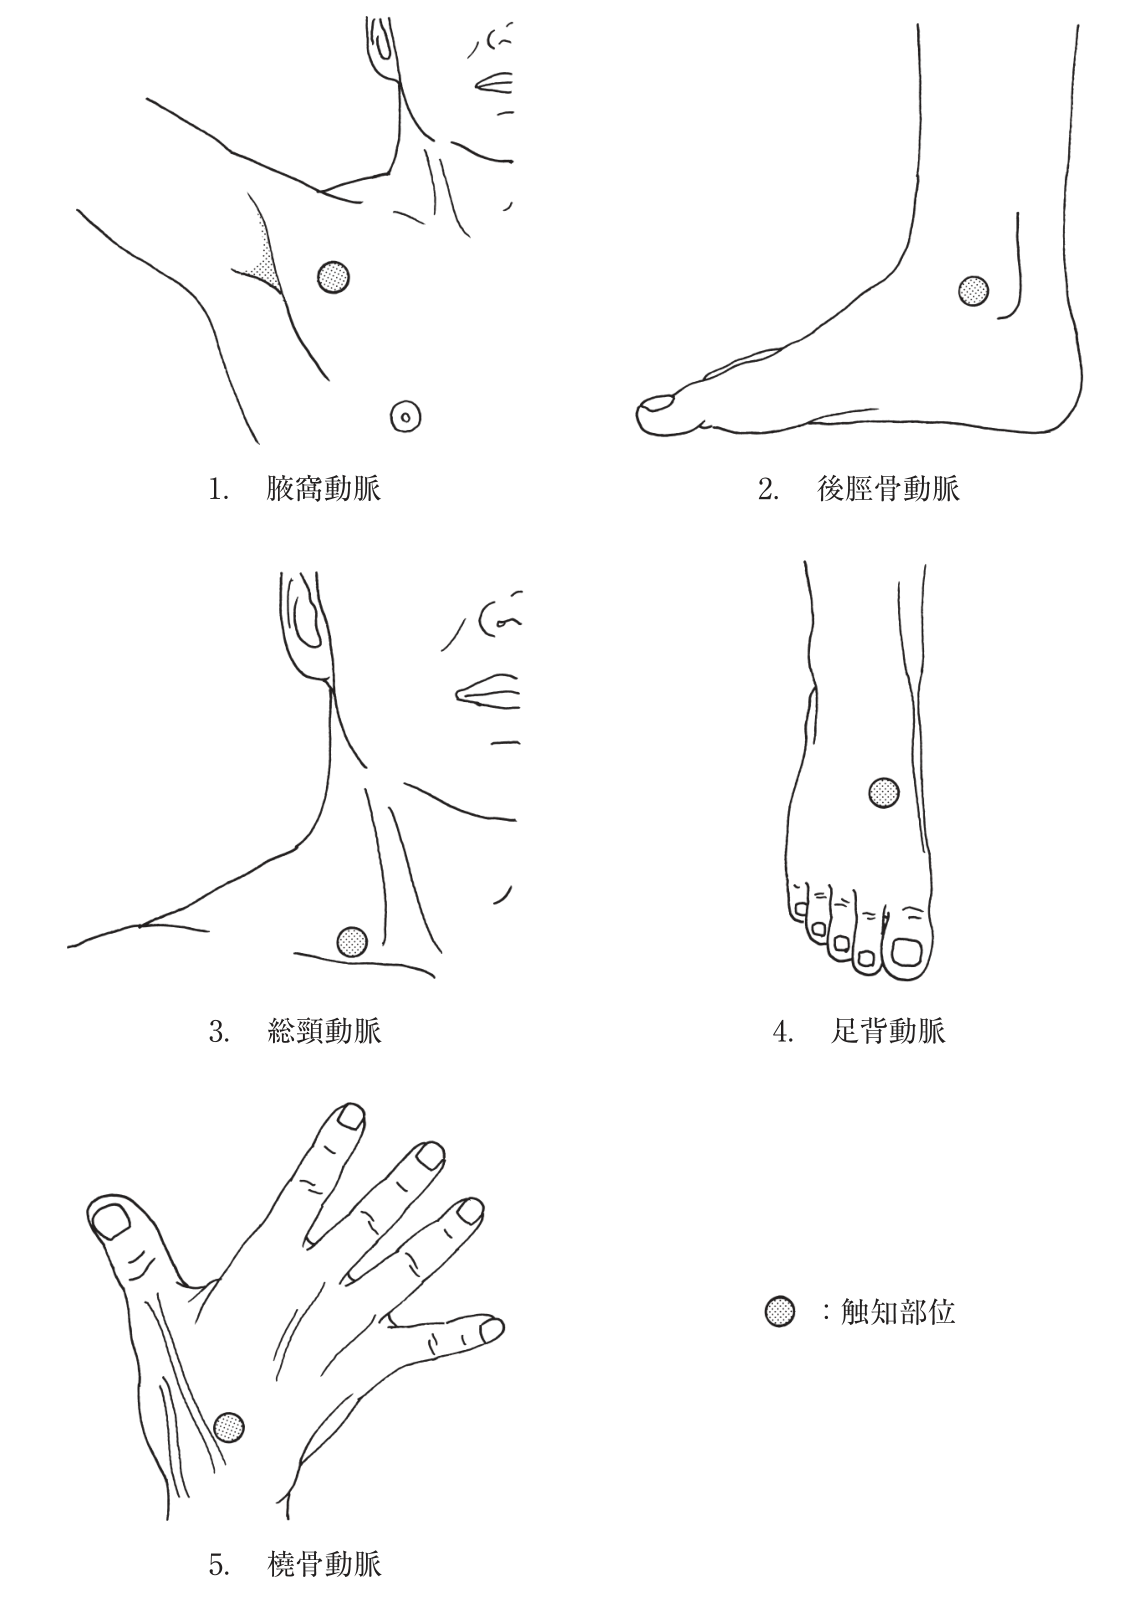 1. 腋窩動脈
2. 後脛骨動脈
3. 総頸動脈
4. 足背動脈
5. 橈骨動脈
：触知部位